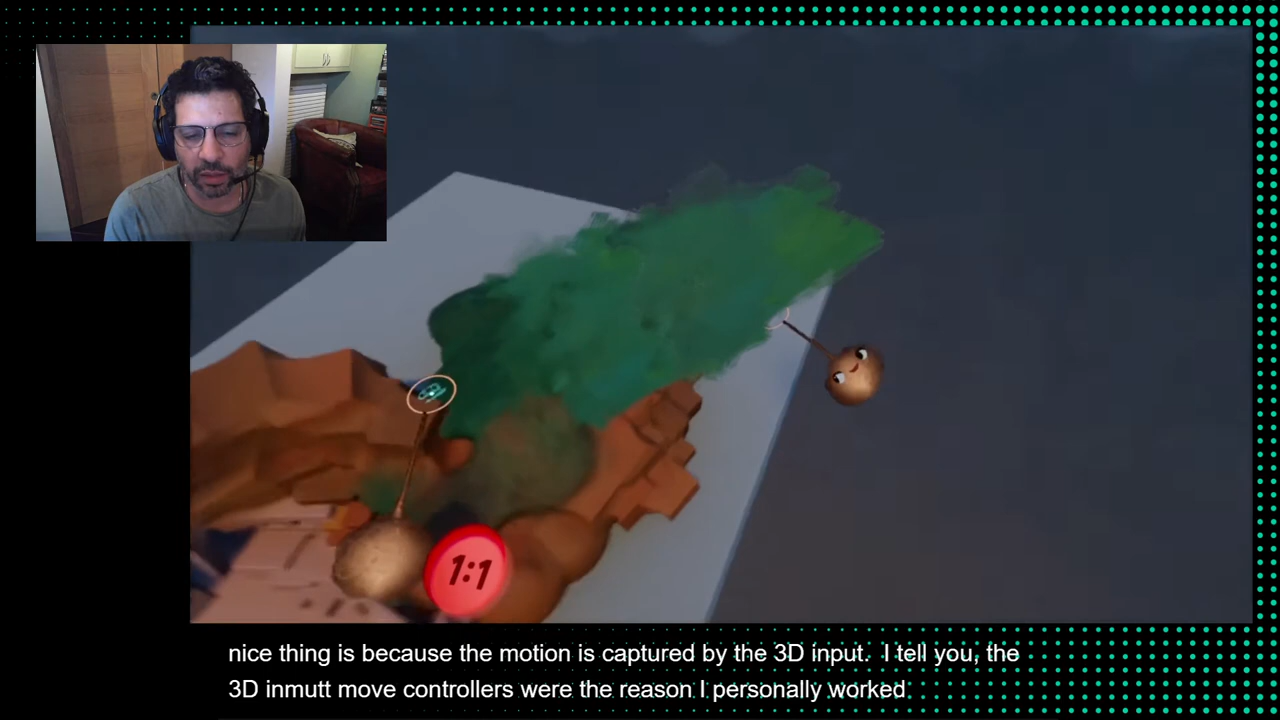 1:1
nice thing is because the motion is captured by the 3D input.  I tell you, the
3D inmutt move controllers were the reason I personally worked